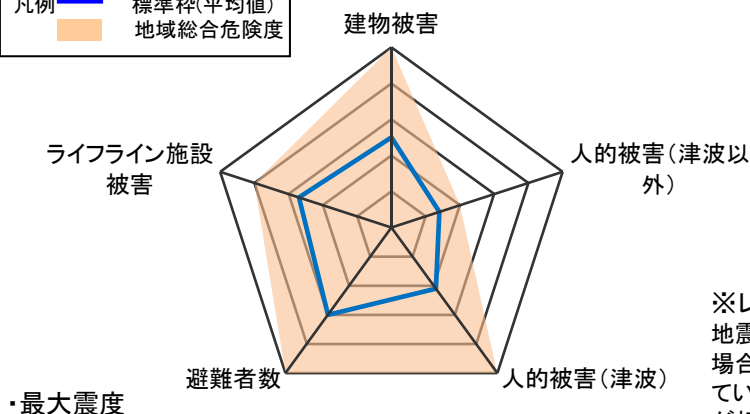 凡例 標準枠(平均値)
地域総合危険度
建物被害
ライフライン施設
被害
人的被害(津波以
外)
避難者数
人的被害(津波)
・最大震度
地震
場合
てい